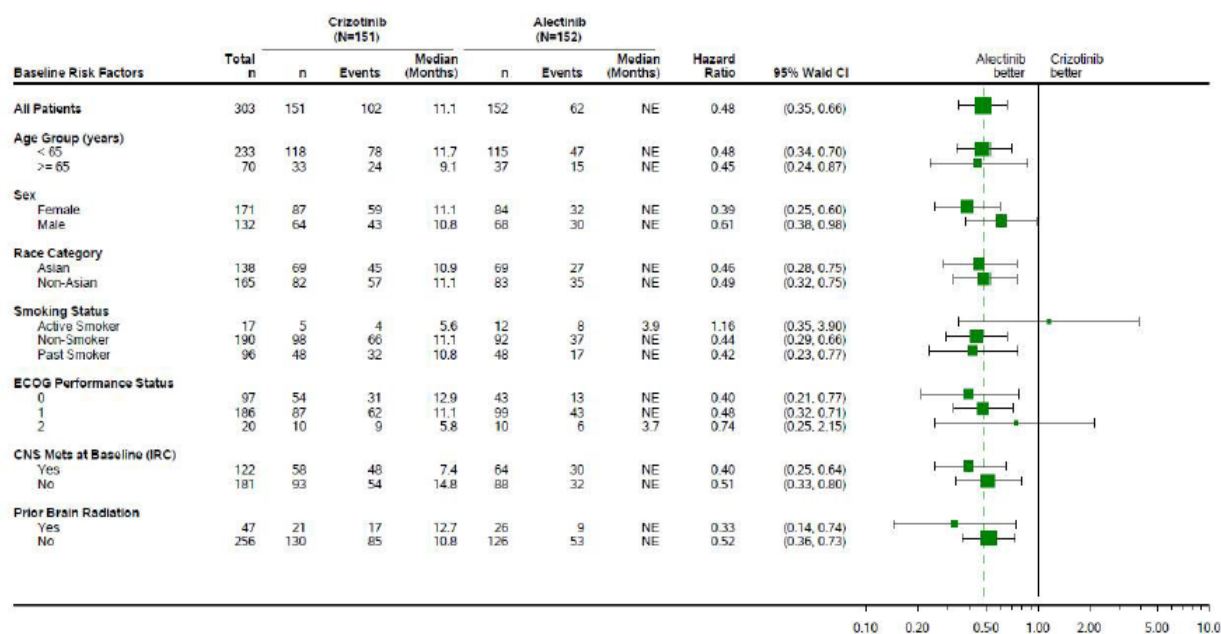 Crizotinib Alectinib
(N=151) (N=152)
Total Median Median Hazard Alectinib Crizotinib
Baseline Risk Factors n n Events (Months) n Events (Months) Ratio 95% Wald CI better better
All Patients 303 151 102 11.1 152 62 NE 0.48 (0.35, 0.66)
Age Group (years)
< 65 233 118 78 11.7 115 47 NE 0.48 (0.34, 0.70)
>= 65 70 33 24 9.1 37 15 NE 0.45 (0.24, 0.87)
Sex
Female 171 87 59 11.1 84 32 NE 0.39 (0.25, 0.60)
Male 132 64 43 10.8 68 30 NE 0.61 (0.38, 0.98)
Race Category
Asian 138 69 45 10.9 69 27 NE 0.46 (0.28, 0.75)
Non-Asian 165 82 57 11.1 83 35 NE 0.49 (0.32, 0.75)
Smoking Status
Active Smoker 17 5 4 5.6 12 8 3.9 1.16 (0.35, 3.90)
Non-Smoker 190 98 66 11.1 92 37 NE 0.44 (0.29, 0.66)
Past Smoker 96 48 32 10.8 48 17 NE 0.42 (0.23, 0.77)
ECOG Performance Status
0 97 54 31 12.9 43 13 NE 0.40 (0.21, 0.77)
1 186 87 62 11.1 99 43 NE 0.48 (0.32, 0.71)
2 20 10 9 5.8 10 6 3.7 0.74 (0.25, 2.15)
CNS Mets at Baseline (IRC)
Yes 122 58 48 7.4 64 30 NE 0.40 (0.25, 0.64)
No 181 93 54 14.8 88 32 NE 0.51 (0.33, 0.80)
Prior Brain Radiation
Yes 47 21 17 12.7 26 9 NE 0.33 (0.14, 0.74)
No 256 130 85 10.8 126 53 NE 0.52 (0.36, 0.73)
0.10 0.20 0.50 1.00 2.00 5.00 10.0